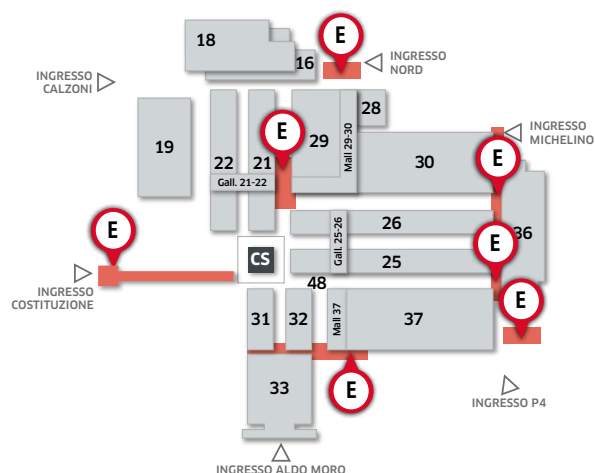 18
E
INGRESSO
NORD
16
INGRESSO
CALZONI
28
E
INGRESSO
MICHELINO
19
22
21
29
Mall 29-30
30
E
Gall. 21-22
E
26
Gall. 25-26
36
CS
25
E
INGRESSO
COSTITUZIONE
48
E
31
32
Mall 37
37
33
E
INGRESSO P4
INGRESSO ALDO MORO